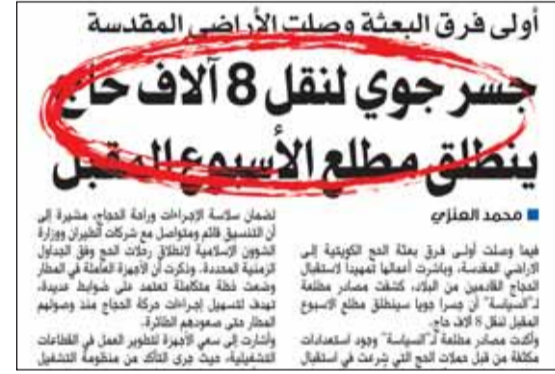 أولى فرق البعثة وصلت الأراضي المقدسة
جسر جوي لنقل 8 آلاف حاج
ينطلق مطلع الأسبوع المقبل
محمد العنزي
فيما وصلت أولى فرق بعثة الحج الكويتية إلى
الاراضي المقدسة، وباشرت أعمالها تمهيدا لاستقبال
الحجاج القادمين من البلاد، كشفت مصادر مطلعة
لـ"السياسة" أن جسرا جويا سينطلق مطلع الاسبوع
المقبل لنقل 8 الاف حاج.
وأكدت مصادر مطلعة لـ"السياسة" وجود استعدادات
مكثفة من قبل حملات الحج التي شرعت في استقبال
لضمان سلاسة الإجراءات وراحة الحجاج، مشيرة إلى
أن التنسيق قائم ومتواصل مع شركات الطيران ووزارة
الشؤون الاسلامية لانطلاق رحلات الحج وفق الجداول
الزمنية المحددة. وذكرت أن الأجهزة العاملة في المطار
وضعت خطة متكاملة تعتمد على ضوابط عديدة،
تهدف لتسهيل إجراءات حركة الحجاج منذ وصولهم
المطار حتى صعودهم الطائرة.
وأشارت إلى سعي الأجهزة لتطوير العمل في القطاعات
التشغيلية، حيث جرى التأكد من منظومة التشغيل